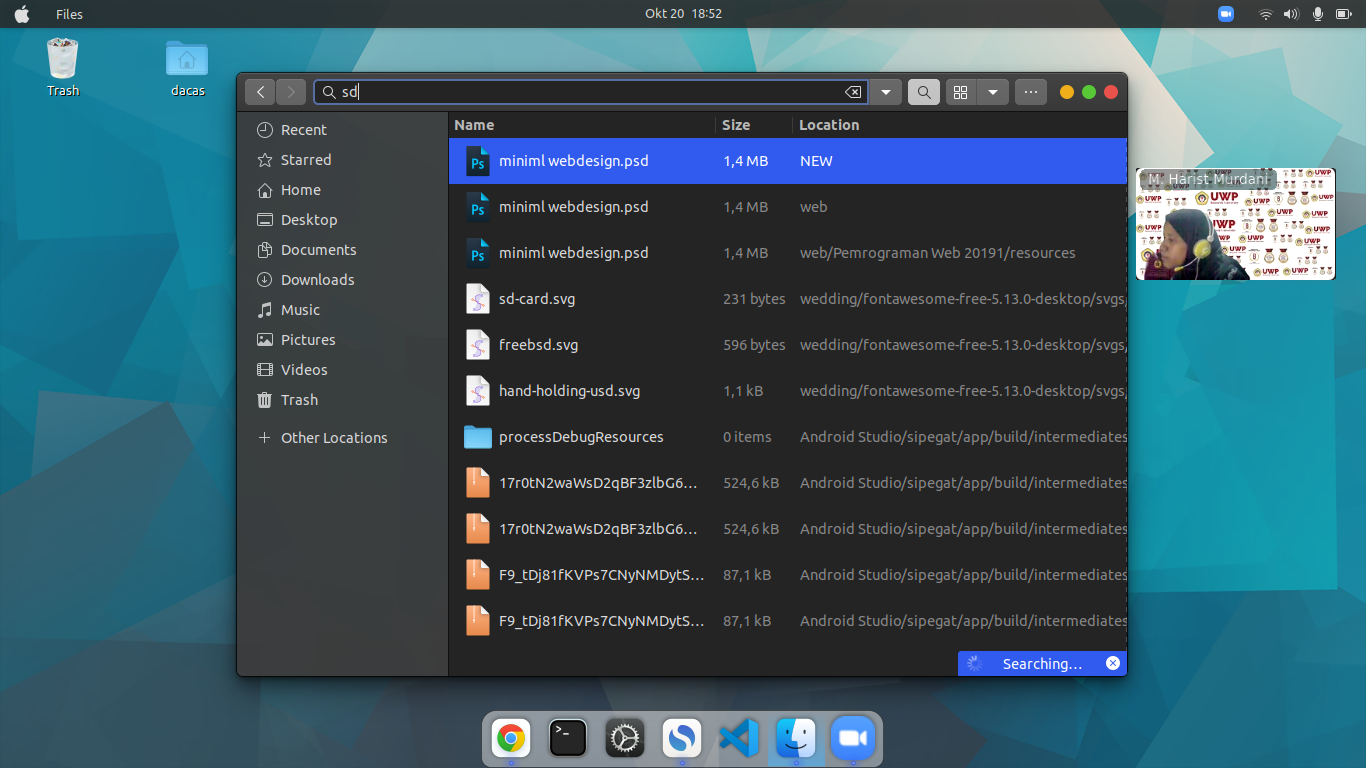 Files
Okt 20 18:52
Trash
dacas
sd
Recent
Starred
Home
Desktop
Documents
Downloads
Music
Pictures
Videos
Trash
Other Locations
Name Size Location
miniml webdesign.psd 1,4 MB NEW
miniml webdesign.psd 1,4 MB web
miniml webdesign.psd 1,4 MB web/Pemrograman Web 20191/resources
sd-card.svg 231 bytes wedding/fontawesome-free-5.13.0-desktop/svgs/
freebsd.svg 596 bytes wedding/fontawesome-free-5.13.0-desktop/svgs/
hand-holding-usd.svg 1,1 kB wedding/fontawesome-free-5.13.0-desktop/svgs/
processDebugResources 0 items Android Studio/sipegat/app/build/intermediates
17r0tN2waWsD2qBF3zlbG6… 524,6 kB Android Studio/sipegat/app/build/intermediates
17r0tN2waWsD2qBF3zlbG6… 524,6 kB Android Studio/sipegat/app/build/intermediates
F9_tDj81fKVPs7CNyNMDytS… 87,1 kB Android Studio/sipegat/app/build/intermediates
F9_tDj81fKVPs7CNyNMDytS… 87,1 kB Android Studio/sipegat/app/build/intermediates
Searching…
M. Harist Murdani
UWP
UWP
UWP
UWP